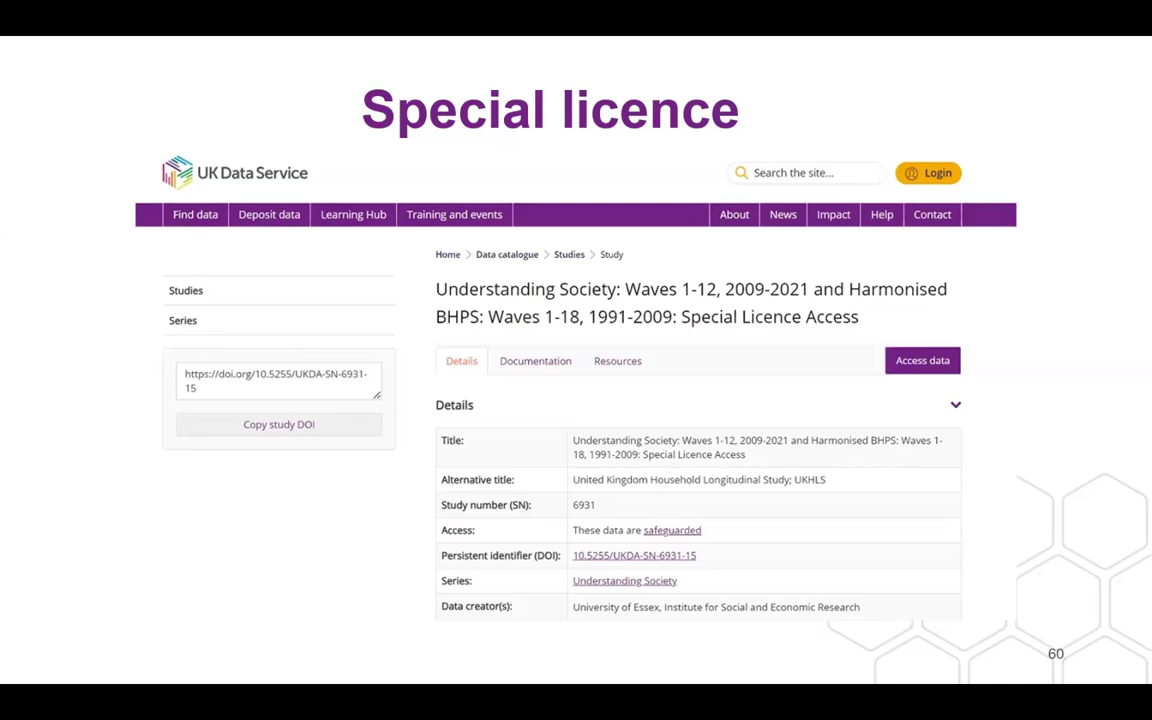 Special licence
UK Data Service
Search the site...
Login
Find data
Deposit data
Learning Hub
Training and events
About
News
Impact
Help
Contact
Home > Data catalogue > Studies > Study
Studies
Series
https://doi.org/10.5255/UKDA-SN-6931-
15
Copy study DOI
Understanding Society: Waves 1-12, 2009-2021 and Harmonised
BHPS: Waves 1-18, 1991-2009: Special Licence Access
Details
Documentation
Resources
Access data
Details
Title: Understanding Society: Waves 1-12, 2009-2021 and Harmonised BHPS: Waves 1-
18, 1991-2009: Special Licence Access
Alternative title: United Kingdom Household Longitudinal Study; UKHLS
Study number (SN): 6931
Access: These data are safeguarded
Persistent identifier (DOI): 10.5255/UKDA-SN-6931-15
Series: Understanding Society
Data creator(s): University of Essex, Institute for Social and Economic Research
60